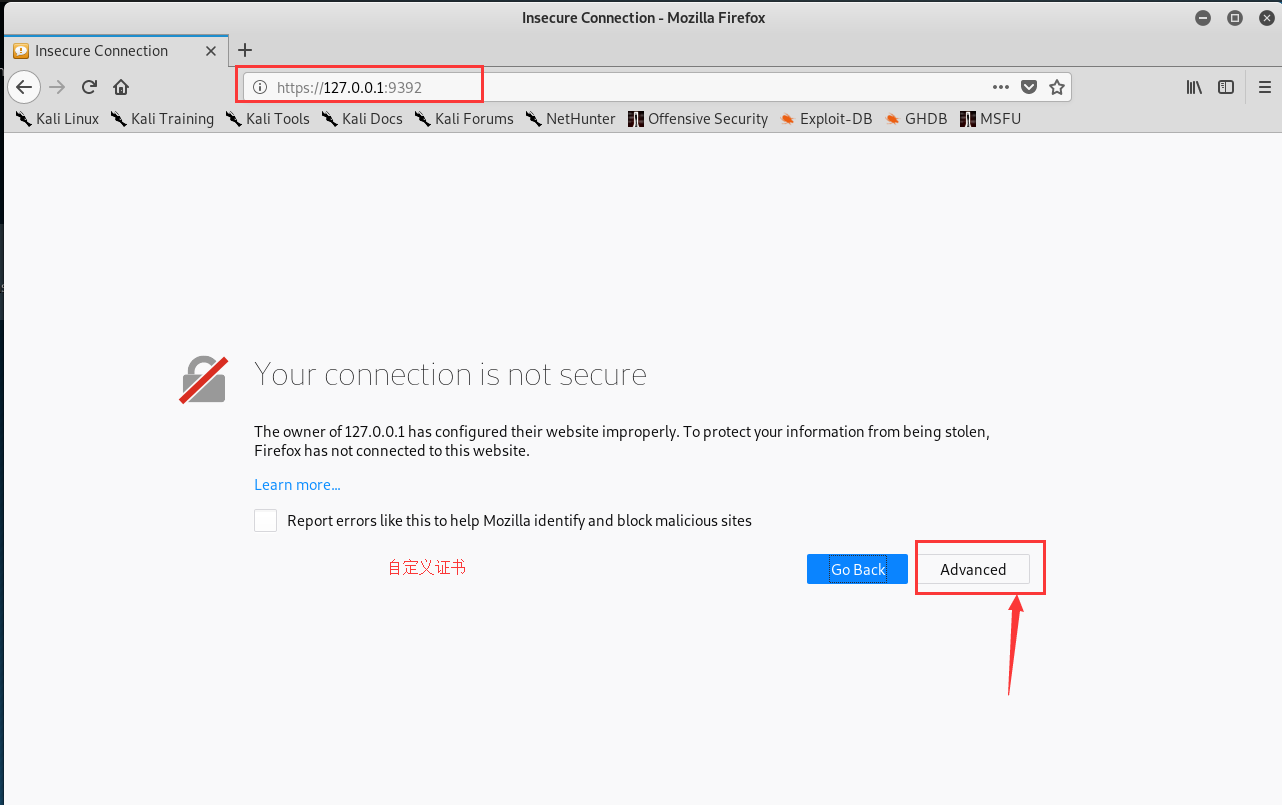 Insecure Connection - Mozilla Firefox
Insecure Connection
https://127.0.0.1:9392
Kali Linux Kali Training Kali Tools Kali Docs Kali Forums NetHunter Offensive Security Exploit-DB GHDB MSFU
Your connection is not secure
The owner of 127.0.0.1 has configured their website improperly. To protect your information from being stolen,
Firefox has not connected to this website.
Learn more...
Report errors like this to help Mozilla identify and block malicious sites
自定义证书
Go Back Advanced